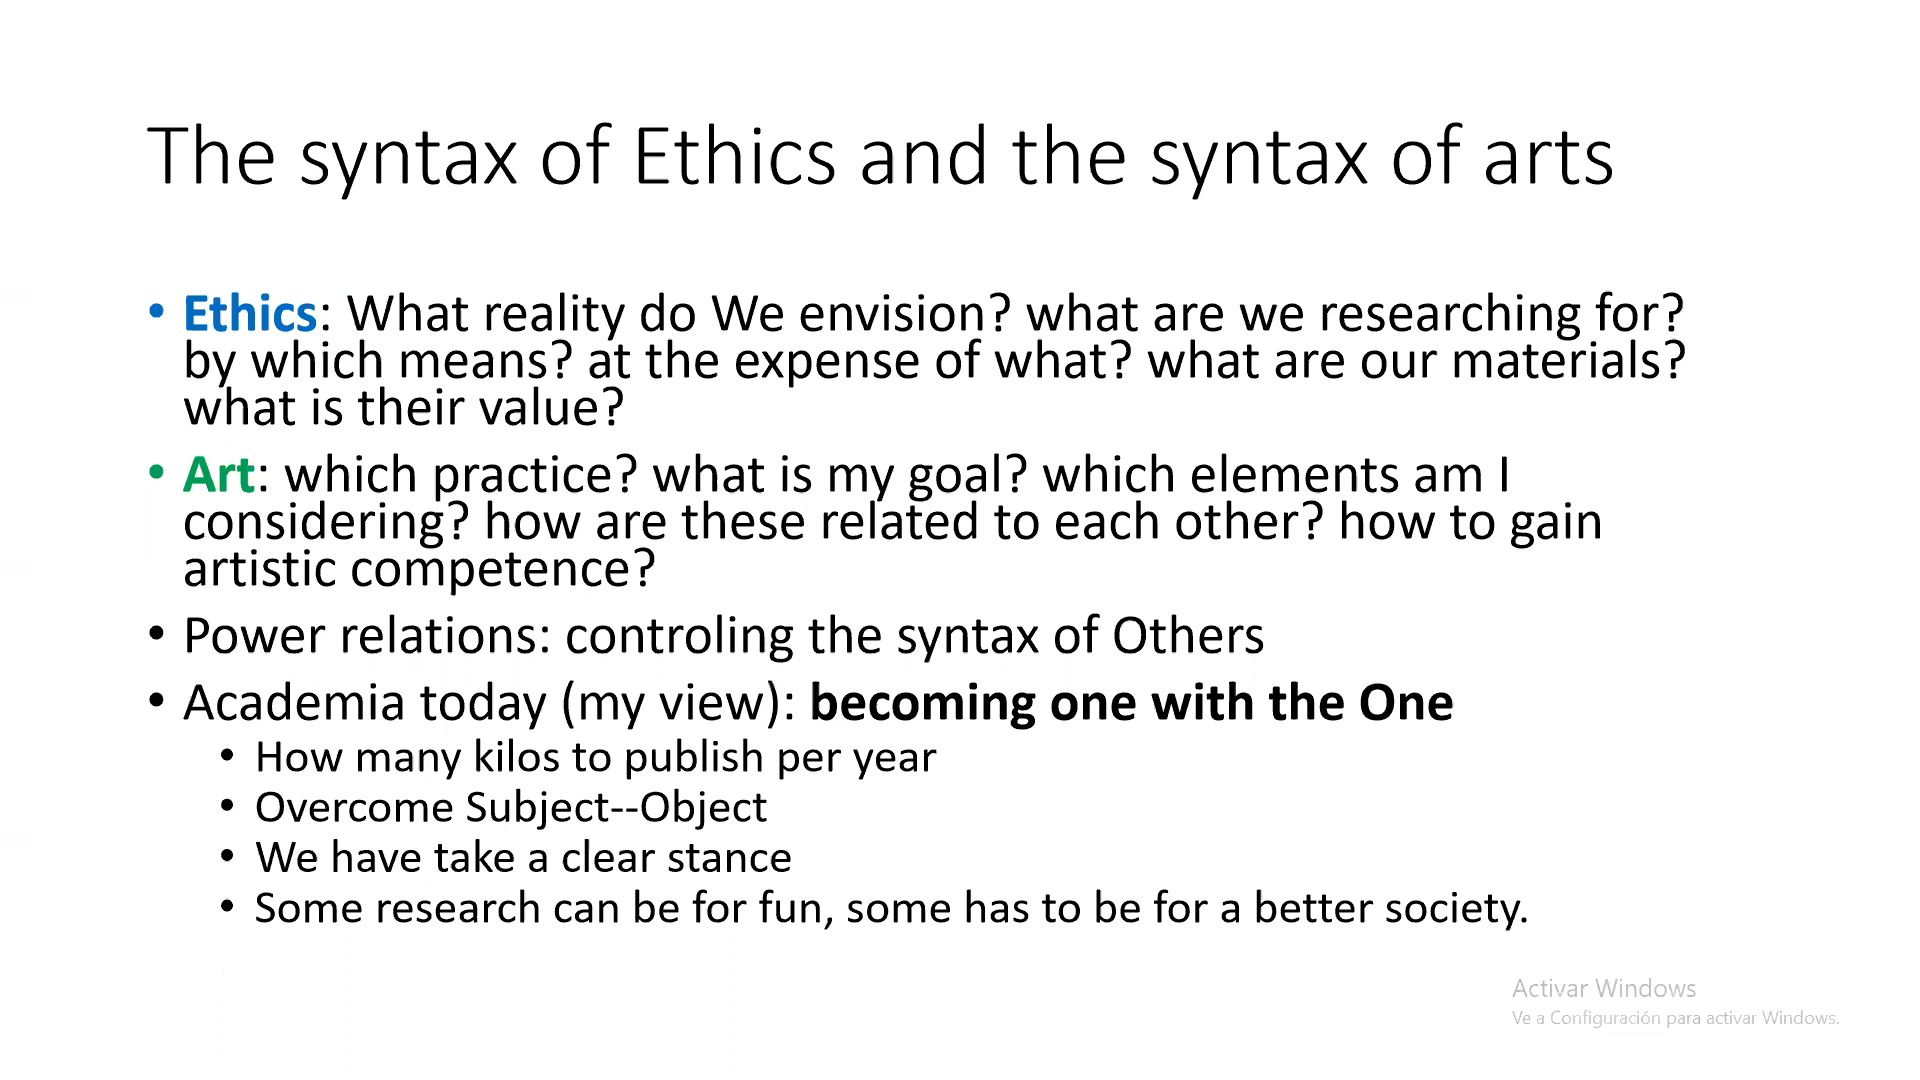 The syntax of Ethics and the syntax of arts
• Ethics: What reality do We envision? what are we researching for?
by which means? at the expense of what? what are our materials?
what is their value?
• Art: which practice? what is my goal? which elements am I
considering? how are these related to each other? how to gain
artistic competence?
• Power relations: controling the syntax of Others
• Academia today (my view): becoming one with the One
• How many kilos to publish per year
• Overcome Subject--Object
• We have take a clear stance
• Some research can be for fun, some has to be for a better society.
Activar Windows
Ve a Configuración para activar Windows.